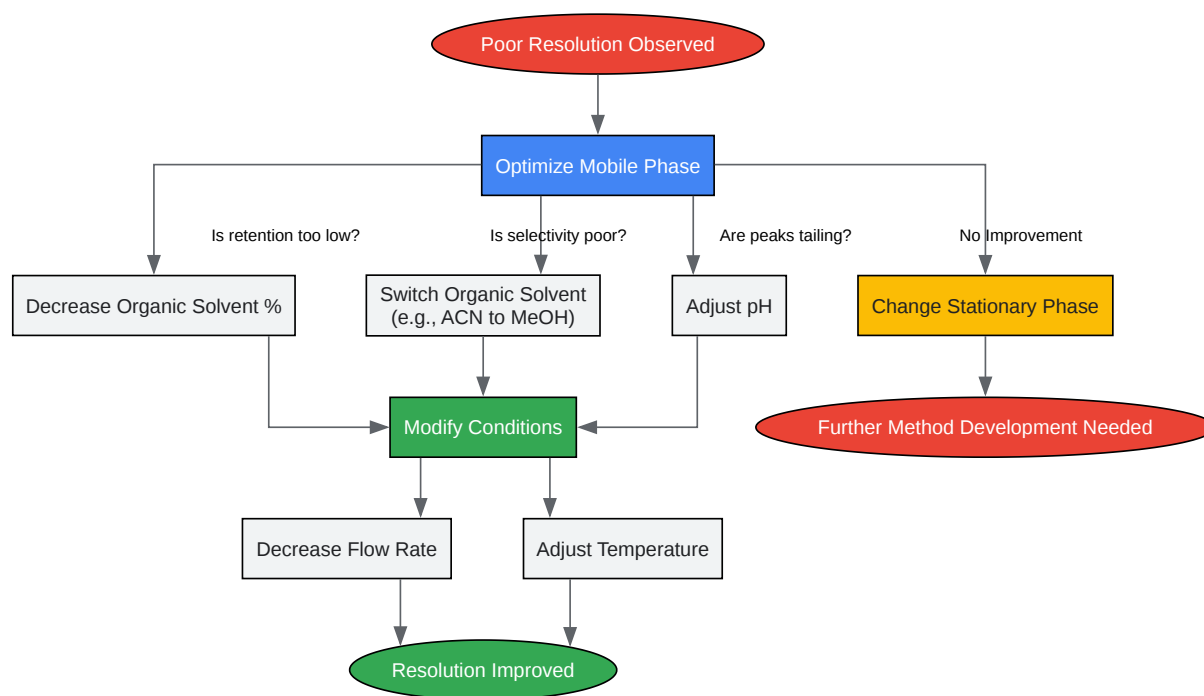 Poor Resolution Observed
Optimize Mobile Phase
Is retention too low?
Is selectivity poor?
Are peaks tailing?
No Improvement
Decrease Organic Solvent %
Switch Organic Solvent
(e.g., ACN to MeOH)
Adjust pH
Change Stationary Phase
Modify Conditions
Further Method Development Needed
Decrease Flow Rate
Adjust Temperature
Resolution Improved